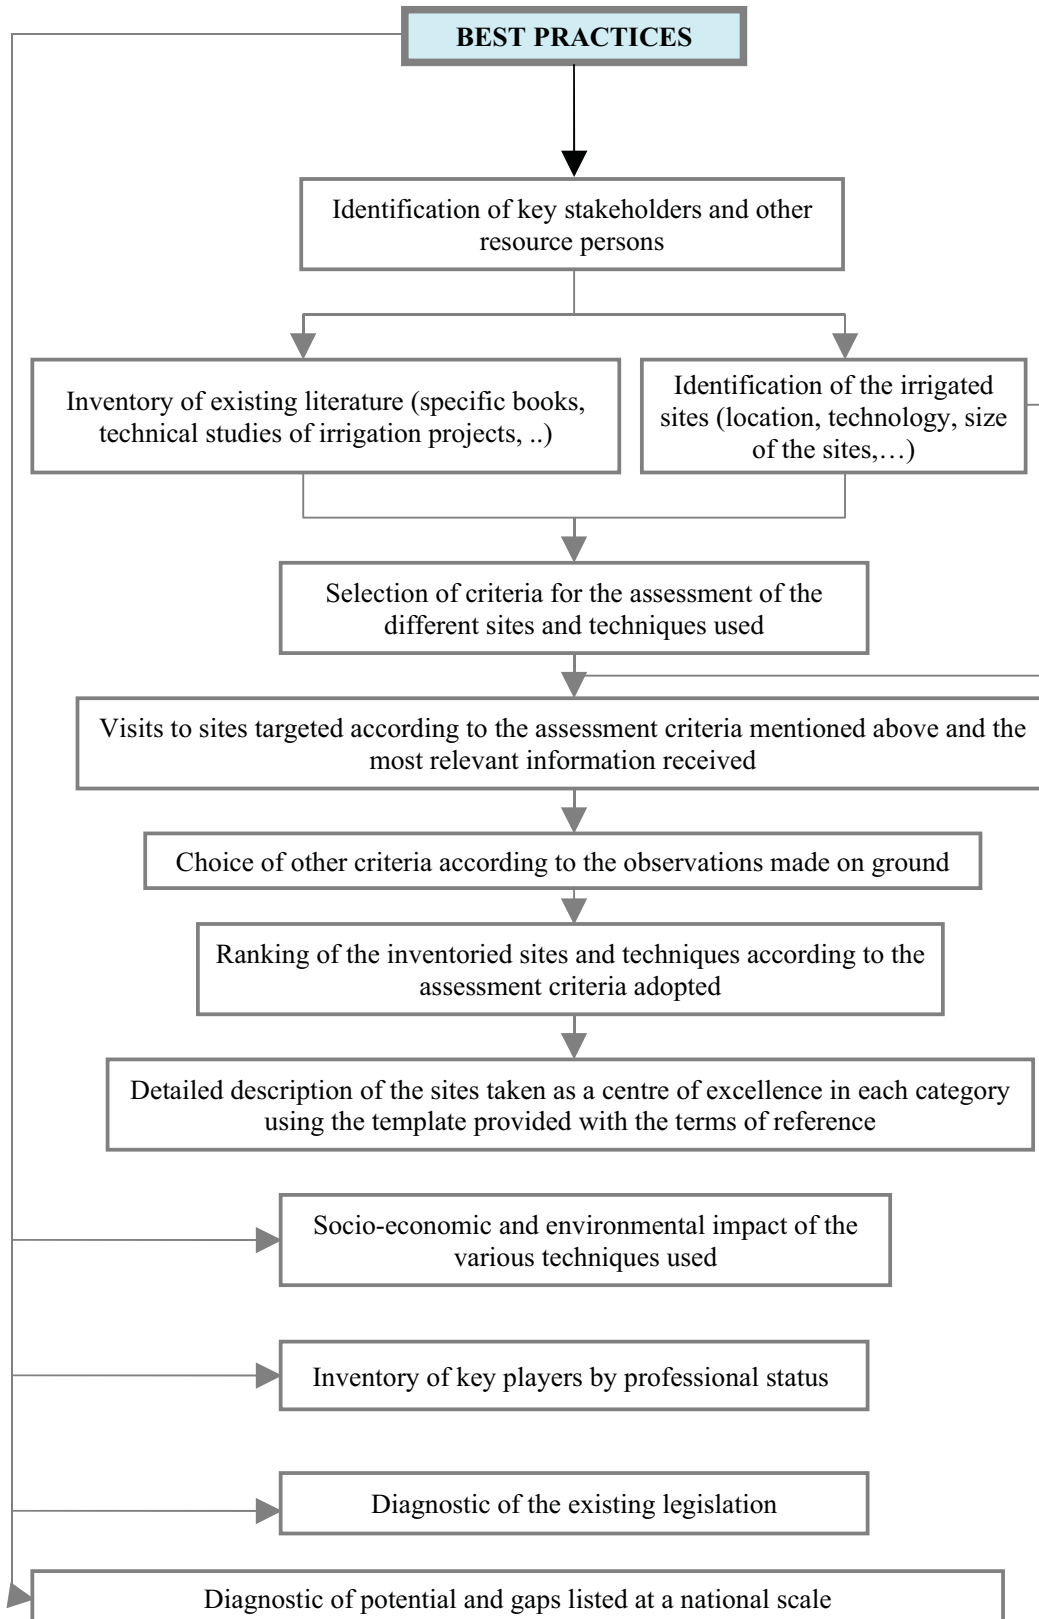 BEST PRACTICES
Identification of key stakeholders and other
resource persons
Inventory of existing literature (specific books,
technical studies of irrigation projects, ..)
Identification of the irrigated
sites (location, technology, size
of the sites,…)
Selection of criteria for the assessment of the
different sites and techniques used
Visits to sites targeted according to the assessment criteria mentioned above and the
most relevant information received
Choice of other criteria according to the observations made on ground
Ranking of the inventoried sites and techniques according to the
assessment criteria adopted
Detailed description of the sites taken as a centre of excellence in each category
using the template provided with the terms of reference
Socio-economic and environmental impact of the
various techniques used
Inventory of key players by professional status
Diagnostic of the existing legislation
Diagnostic of potential and gaps listed at a national scale